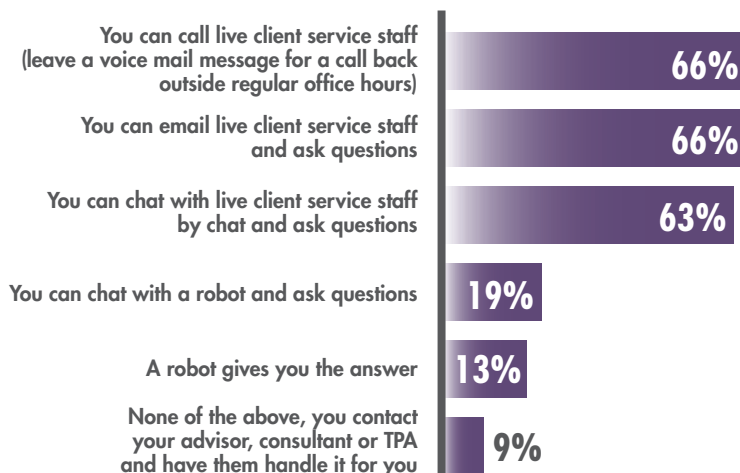 You can call live client service staff
(leave a voice mail message for a call back
outside regular office hours)
66%
You can email live client service staff
and ask questions
66%
You can chat with live client service staff
by chat and ask questions
63%
You can chat with a robot and ask questions
19%
A robot gives you the answer
13%
None of the above, you contact
your advisor, consultant or TPA
and have them handle it for you
9%